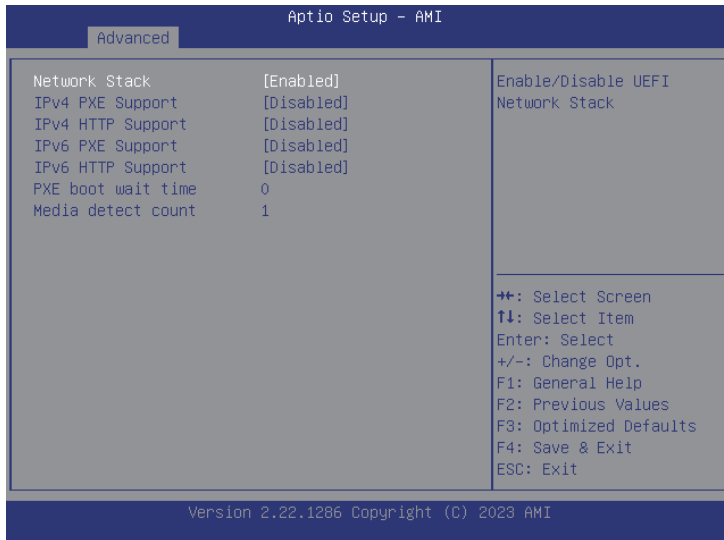 Aptio Setup – AMI
Advanced
Network Stack [Enabled]
IPv4 PXE Support [Disabled]
IPv4 HTTP Support [Disabled]
IPv6 PXE Support [Disabled]
IPv6 HTTP Support [Disabled]
PXE boot wait time 0
Media detect count 1
Enable/Disable UEFI
Network Stack
→←: Select Screen
↑↓: Select Item
Enter: Select
+/-: Change Opt.
F1: General Help
F2: Previous Values
F3: Optimized Defaults
F4: Save & Exit
ESC: Exit
Version 2.22.1286 Copyright (C) 2023 AMI